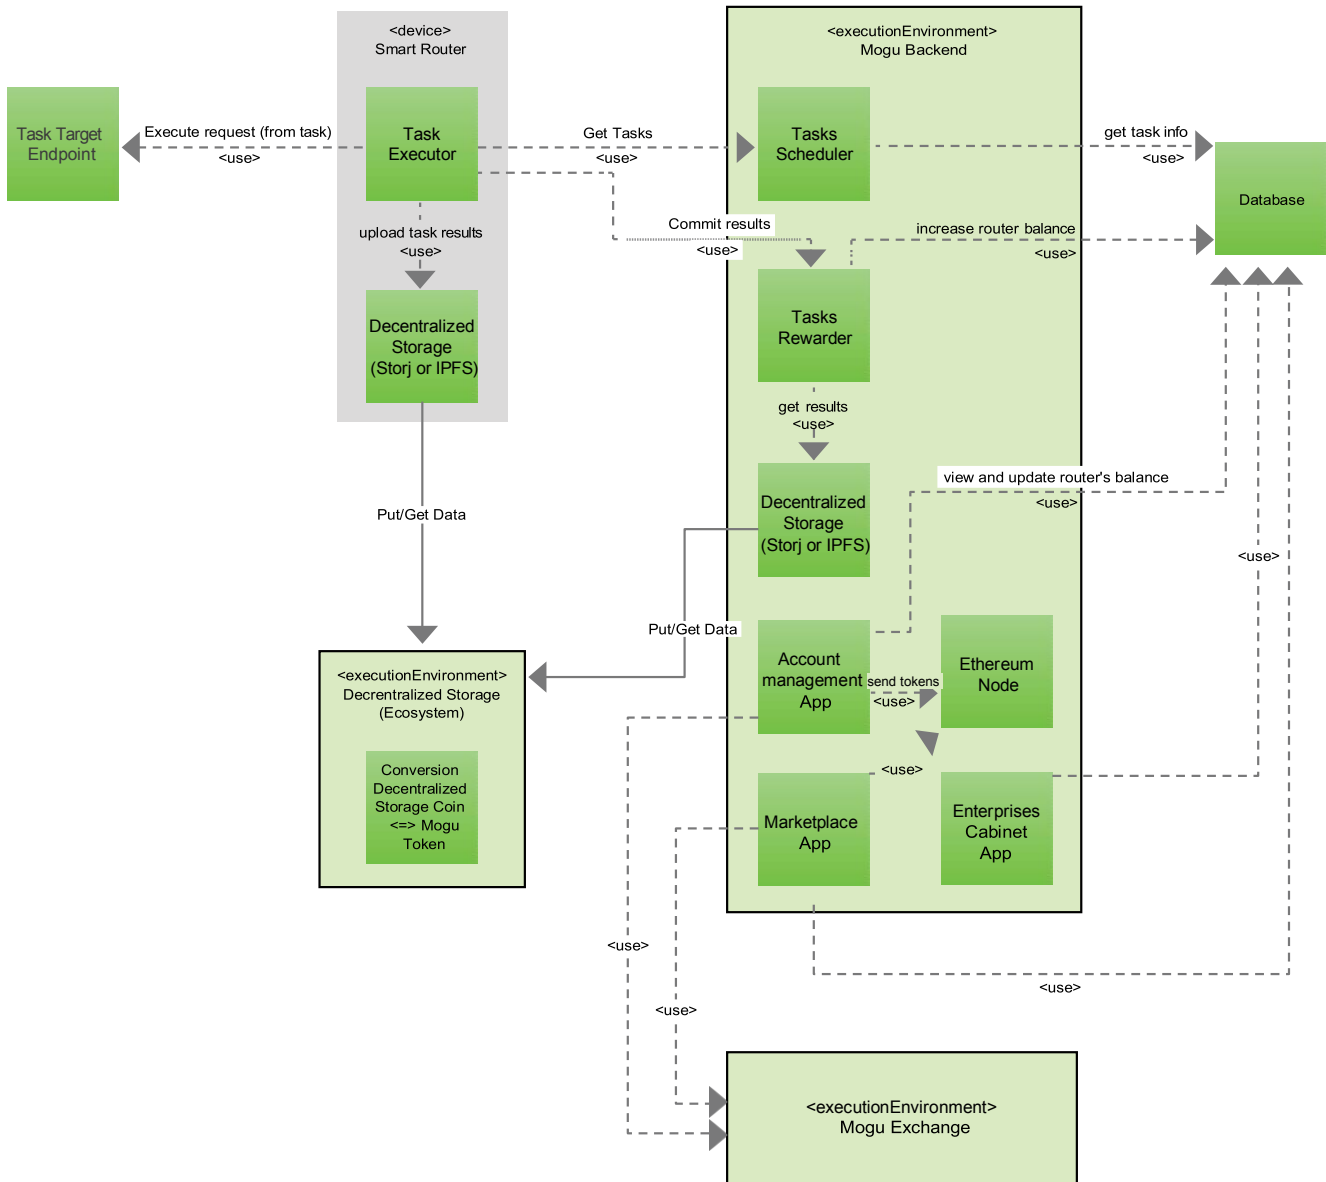 <device>
Smart Router
<executionEnvironment>
Mogu Backend
Task Target
Endpoint
Execute request (from task)
<use>
Task
Executor
Get Tasks
<use>
Tasks
Scheduler
get task info
<use>
Database
upload task results
<use>
Commit results
<use>
increase router balance
<use>
Decentralized
Storage
(Storj or IPFS)
Tasks
Rewarder
get results
<use>
Put/Get Data
Decentralized
Storage
(Storj or IPFS)
view and update router's balance
<use>
<use>
Put/Get Data
<executionEnvironment>
Decrentralized Storage
(Ecosystem)
Conversion
Decentralized
Storage Coin
<=> Mogu
Token
Account
management
App
send tokens
<use>
Ethereum
Node
<use>
Marketplace
App
Enterprises
Cabinet
App
<use>
<use>
<use>
<executionEnvironment>
Mogu Exchange